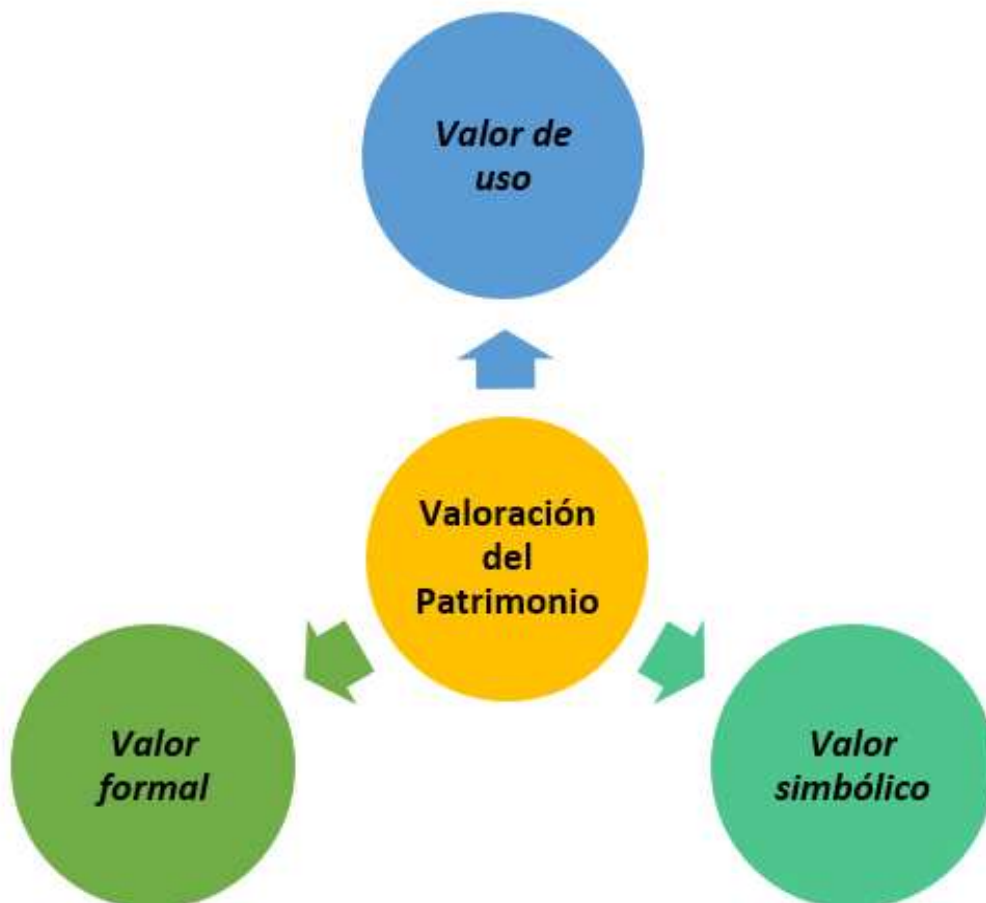 Valor de
uso
Valoración
del
Patrimonio
Valor
formal
Valor
simbólico